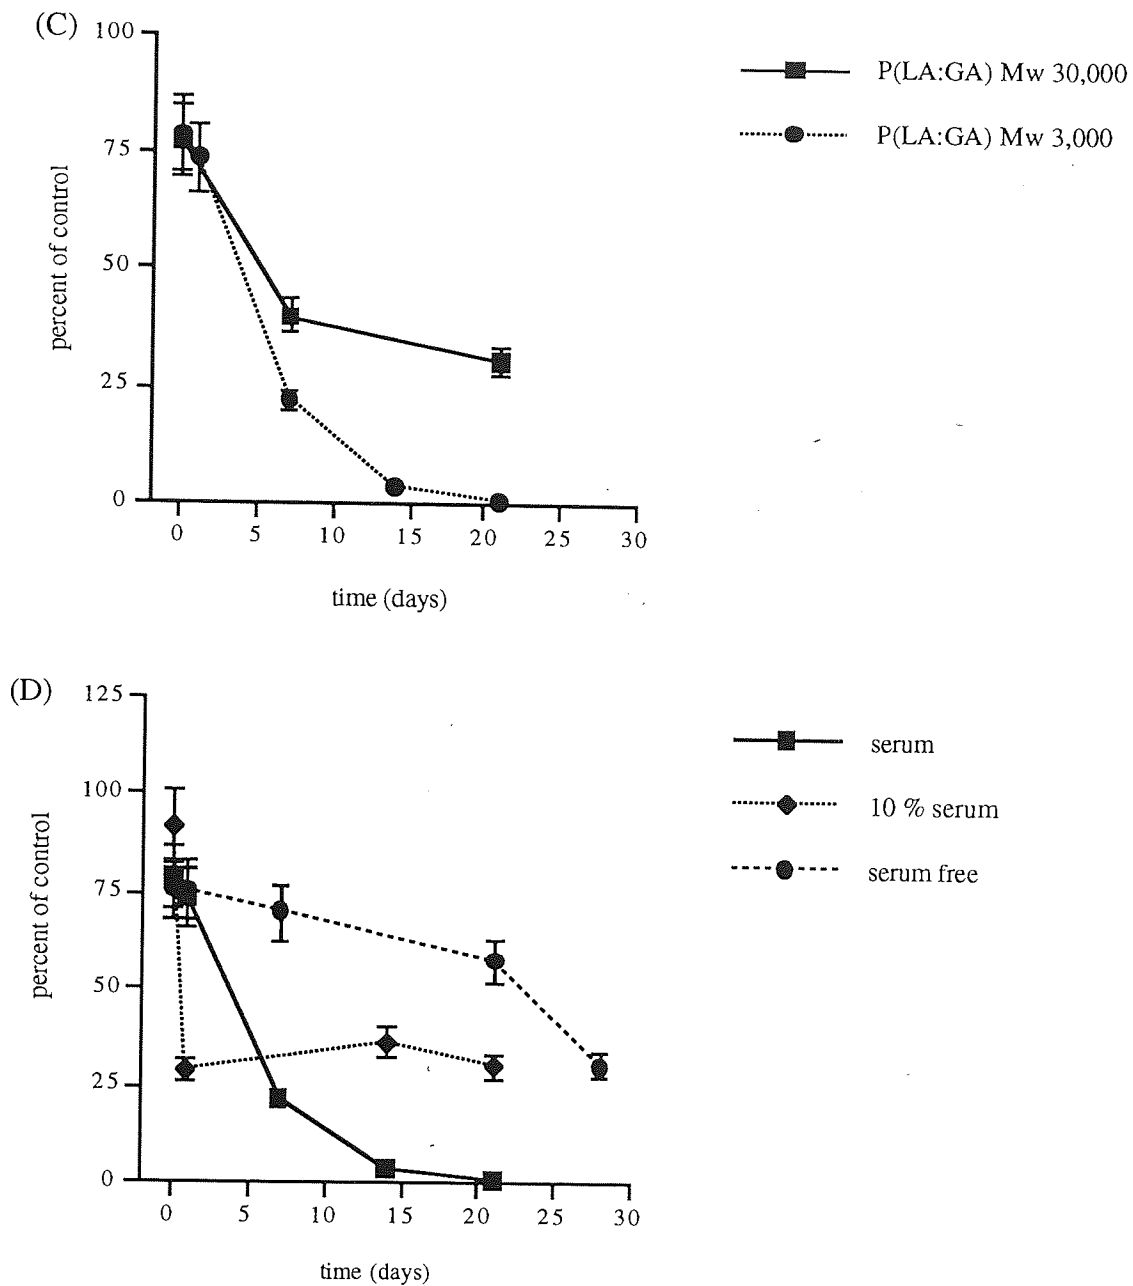 (C)
100
75
50
25
0
percent of control
0 5 10 15 20 25 30
time (days)
P(LA:GA) Mw 30,000
P(LA:GA) Mw 3,000
(D)
125
100
75
50
25
0
percent of control
0 5 10 15 20 25 30
time (days)
serum
10 % serum
serum free